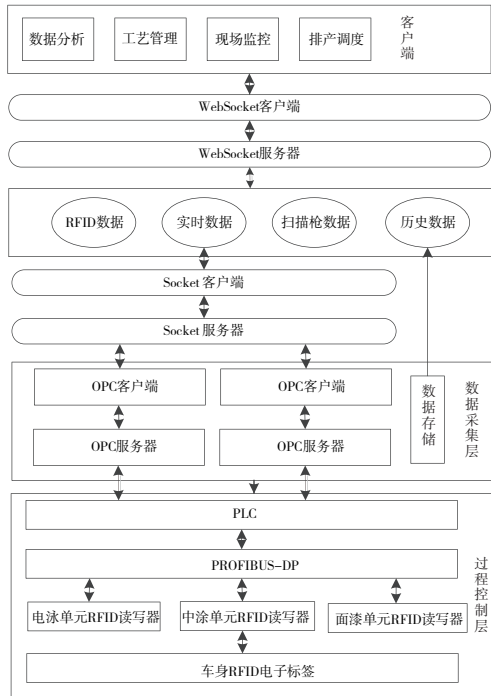 数据分析
工艺管理
现场监控
排产调度
客户端
WebSocket客户端
WebSocket服务器
RFID数据
实时数据
扫描枪数据
历史数据
Socket 客户端
Socket 服务器
OPC客户端
OPC客户端
数据存储
数据采集层
OPC服务器
OPC服务器
PLC
PROFIBUS-DP
过程控制层
电泳单元RFID读写器
中涂单元RFID读写器
面漆单元RFID读写器
车身RFID电子标签